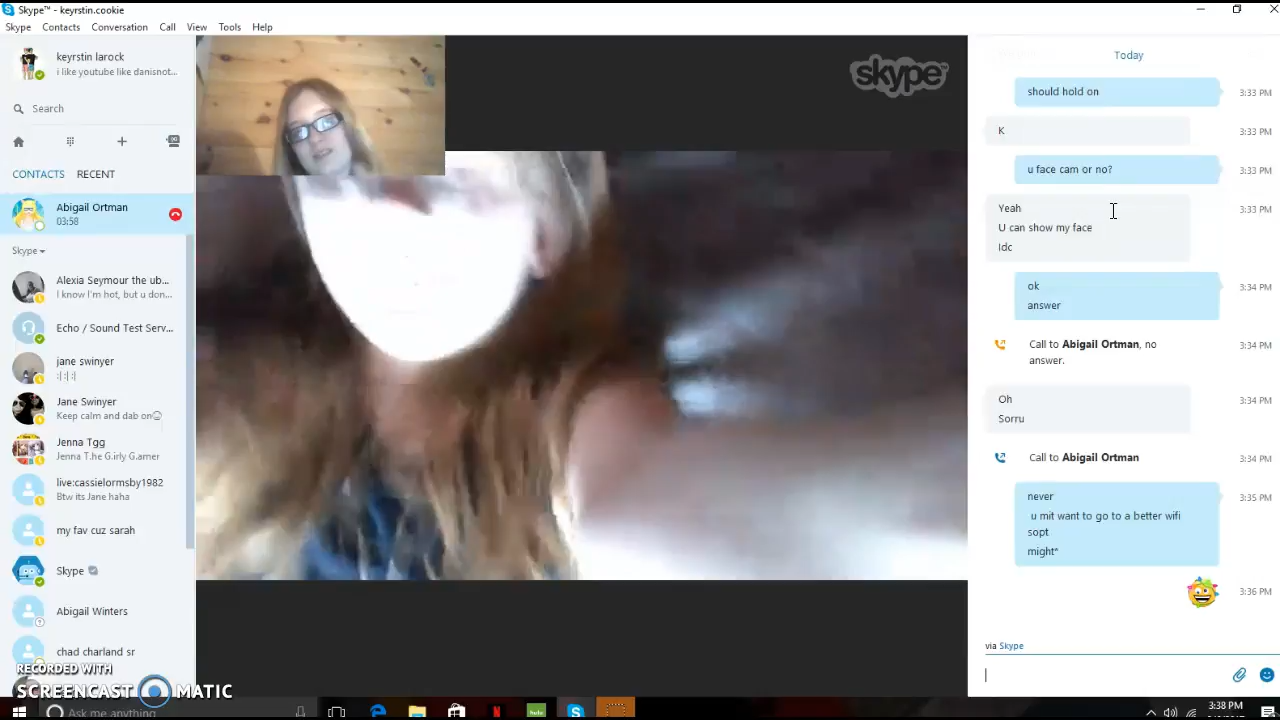 Skype™ - keyrstin.cookie
Skype Contacts Conversation Call View Tools Help
keyrstin larock
i like youtube like danisnot...
Search
CONTACTS RECENT
Abigail Ortman
03:58
Skype
Alexia Seymour the ub...
I know I'm hot, but u don...
Echo / Sound Test Serv...
jane swinyer
:{ :{ :{
Jane Swinyer
Keep calm and dab on
Jenna Tgg
Jenna T.he G.irly G.amer
live:cassielormsby1982
Btw its Jane haha
my fav cuz sarah
Skype
Abigail Winters
chad charland sr
RECORDED WITH
SCREENCAST MATIC
skype™
Today
should hold on
3:33 PM
K
3:33 PM
u face cam or no?
3:33 PM
Yeah
3:33 PM
U can show my face
Idc
ok
3:34 PM
answer
Call to Abigail Ortman, no
3:34 PM
answer.
Oh
3:34 PM
Sorru
Call to Abigail Ortman
3:34 PM
never
3:35 PM
u mit want to go to a better wifi
sopt
might*
3:36 PM
via Skype
Ask me anything
hulu
3:38 PM